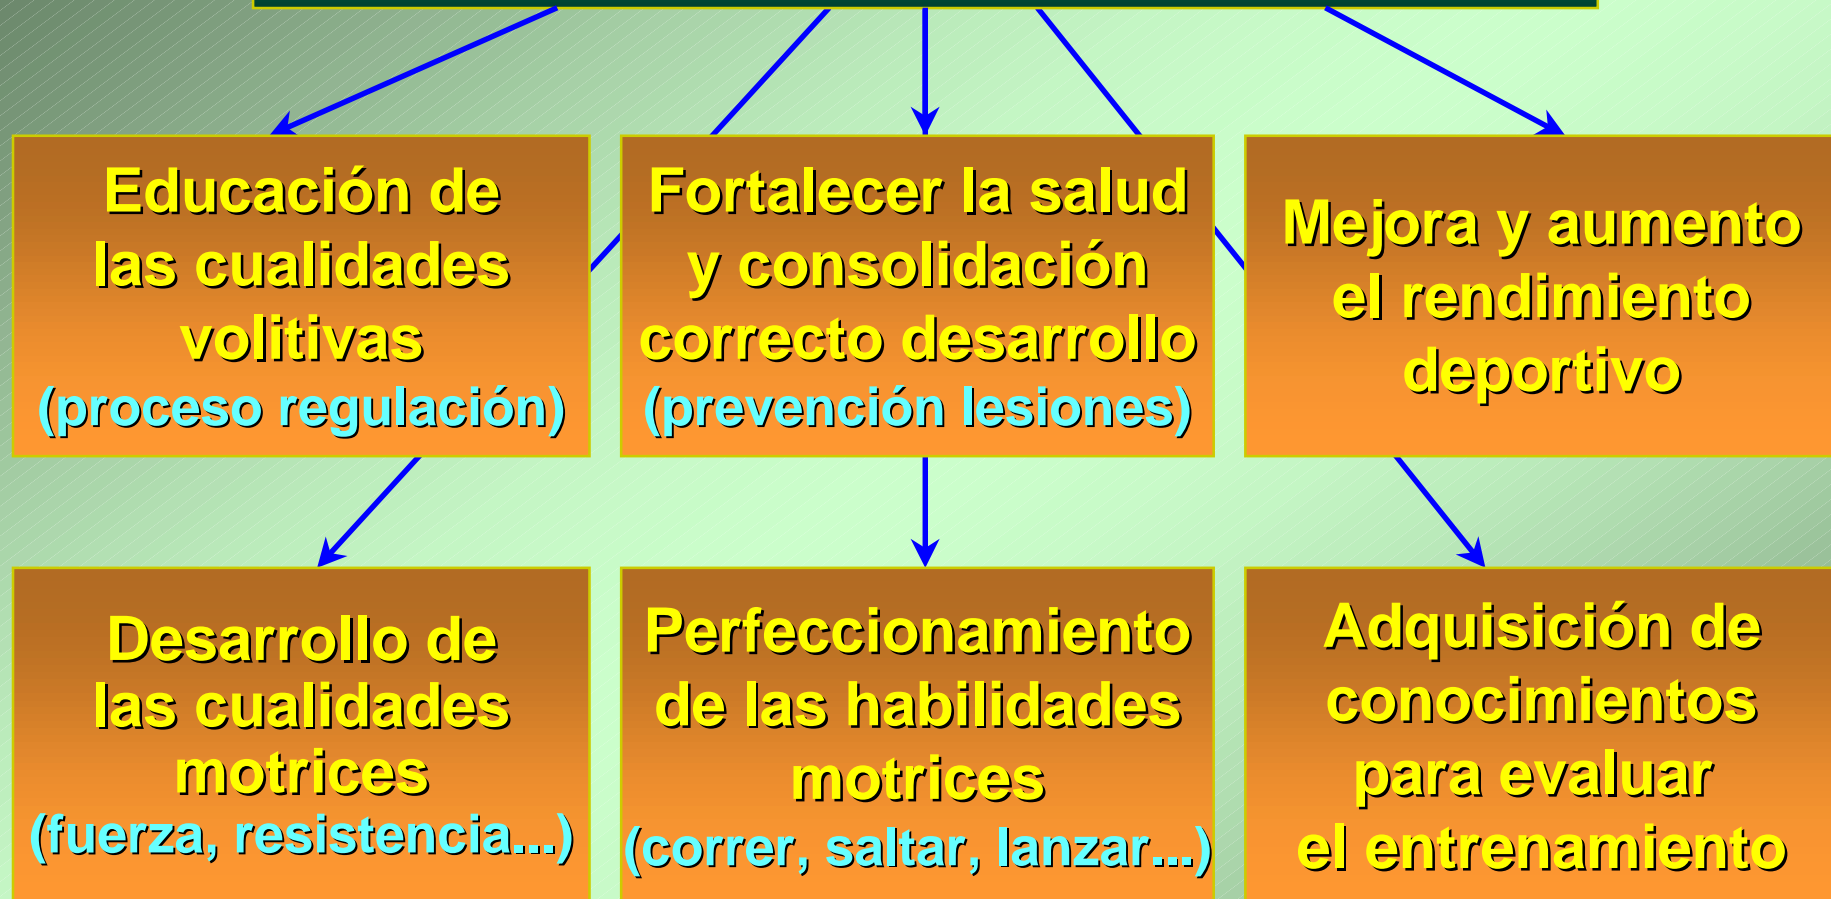 Educación de
las cualidades
volitivas
(proceso regulación)
Fortalecer la salud
y consolidación
correcto desarrollo
(prevención lesiones)
Mejora y aumento
el rendimiento
deportivo
Desarrollo de
las cualidades
motrices
(fuerza, resistencia...)
Perfeccionamiento
de las habilidades
motrices
(correr, saltar, lanzar...)
Adquisición de
conocimientos
para evaluar
el entrenamiento